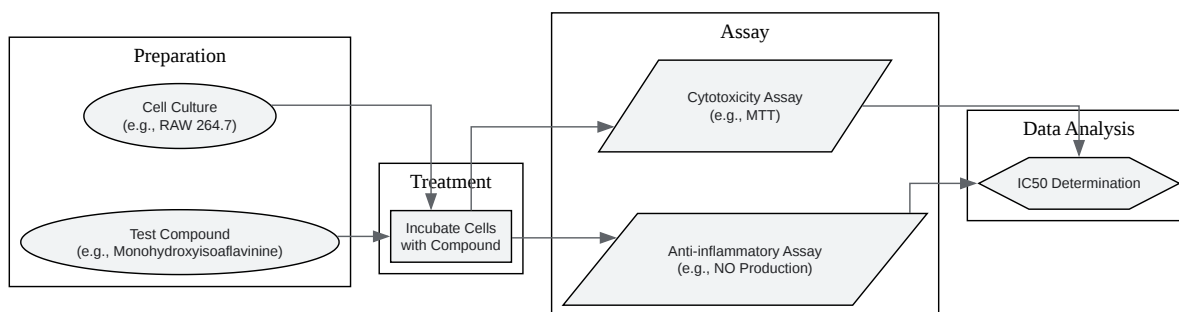 Preparation
Cell Culture
(e.g., RAW 264.7)
Test Compound
(e.g., Monohydroxyisoaflavinine)
Treatment
Incubate Cells
with Compound
Assay
Cytotoxicity Assay
(e.g., MTT)
Anti-inflammatory Assay
(e.g., NO Production)
Data Analysis
IC50 Determination